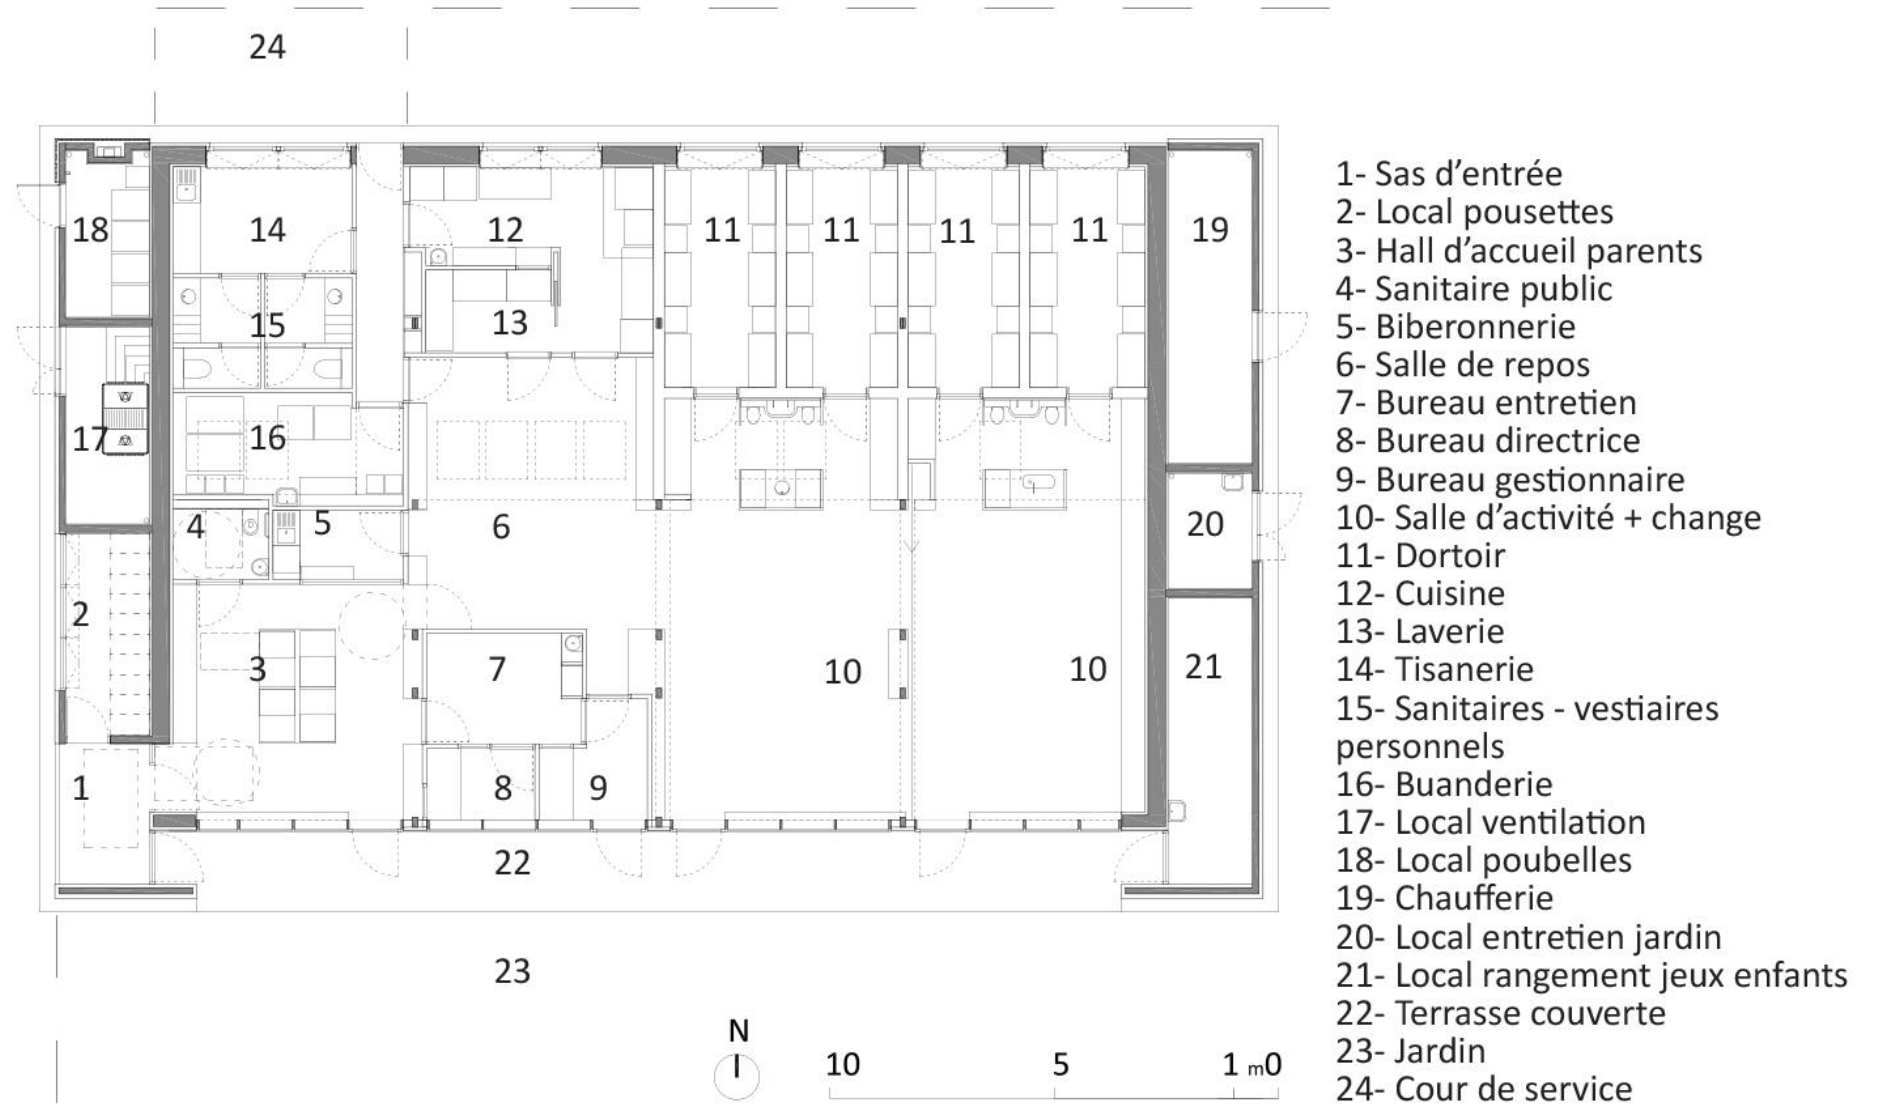 24
18
14
12
11
11
11
11
19
15
13
17
16
4
5
6
20
2
3
7
10
10
21
1
8
9
22
23
N
10 5 1 m0
1- Sas d’entrée
2- Local pousettes
3- Hall d’accueil parents
4- Sanitaire public
5- Biberonnerie
6- Salle de repos
7- Bureau entretien
8- Bureau directrice
9- Bureau gestionnaire
10- Salle d’activité + change
11- Dortoir
12- Cuisine
13- Laverie
14- Tisanerie
15- Sanitaires - vestiaires
personnels
16- Buanderie
17- Local ventilation
18- Local poubelles
19- Chaufferie
20- Local entretien jardin
21- Local rangement jeux enfants
22- Terrasse couverte
23- Jardin
24- Cour de service